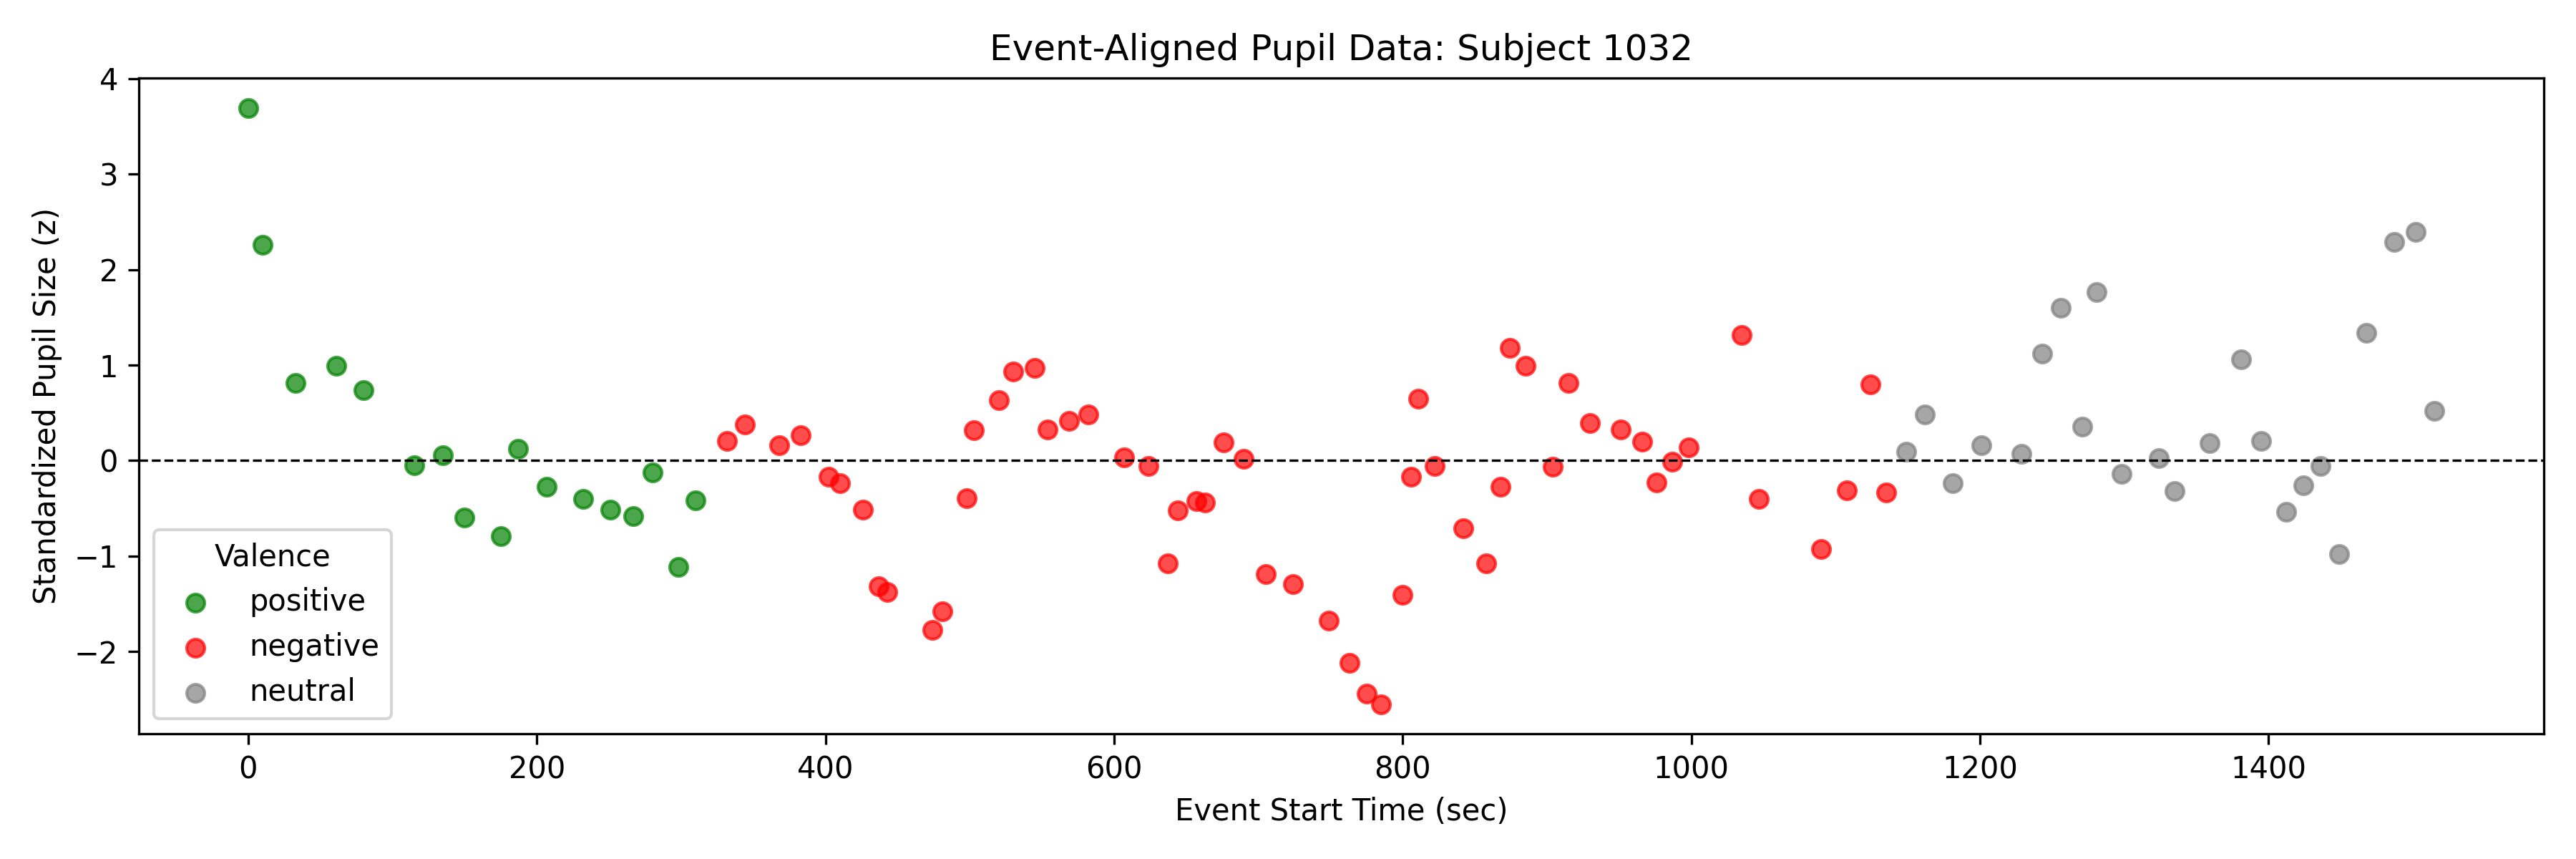 Event-Aligned Pupil Data: Subject 1032
Standardized Pupil Size (z)
4
3
2
1
0
−1
−2
Valence
positive
negative
neutral
0 200 400 600 800 1000 1200 1400
Event Start Time (sec)